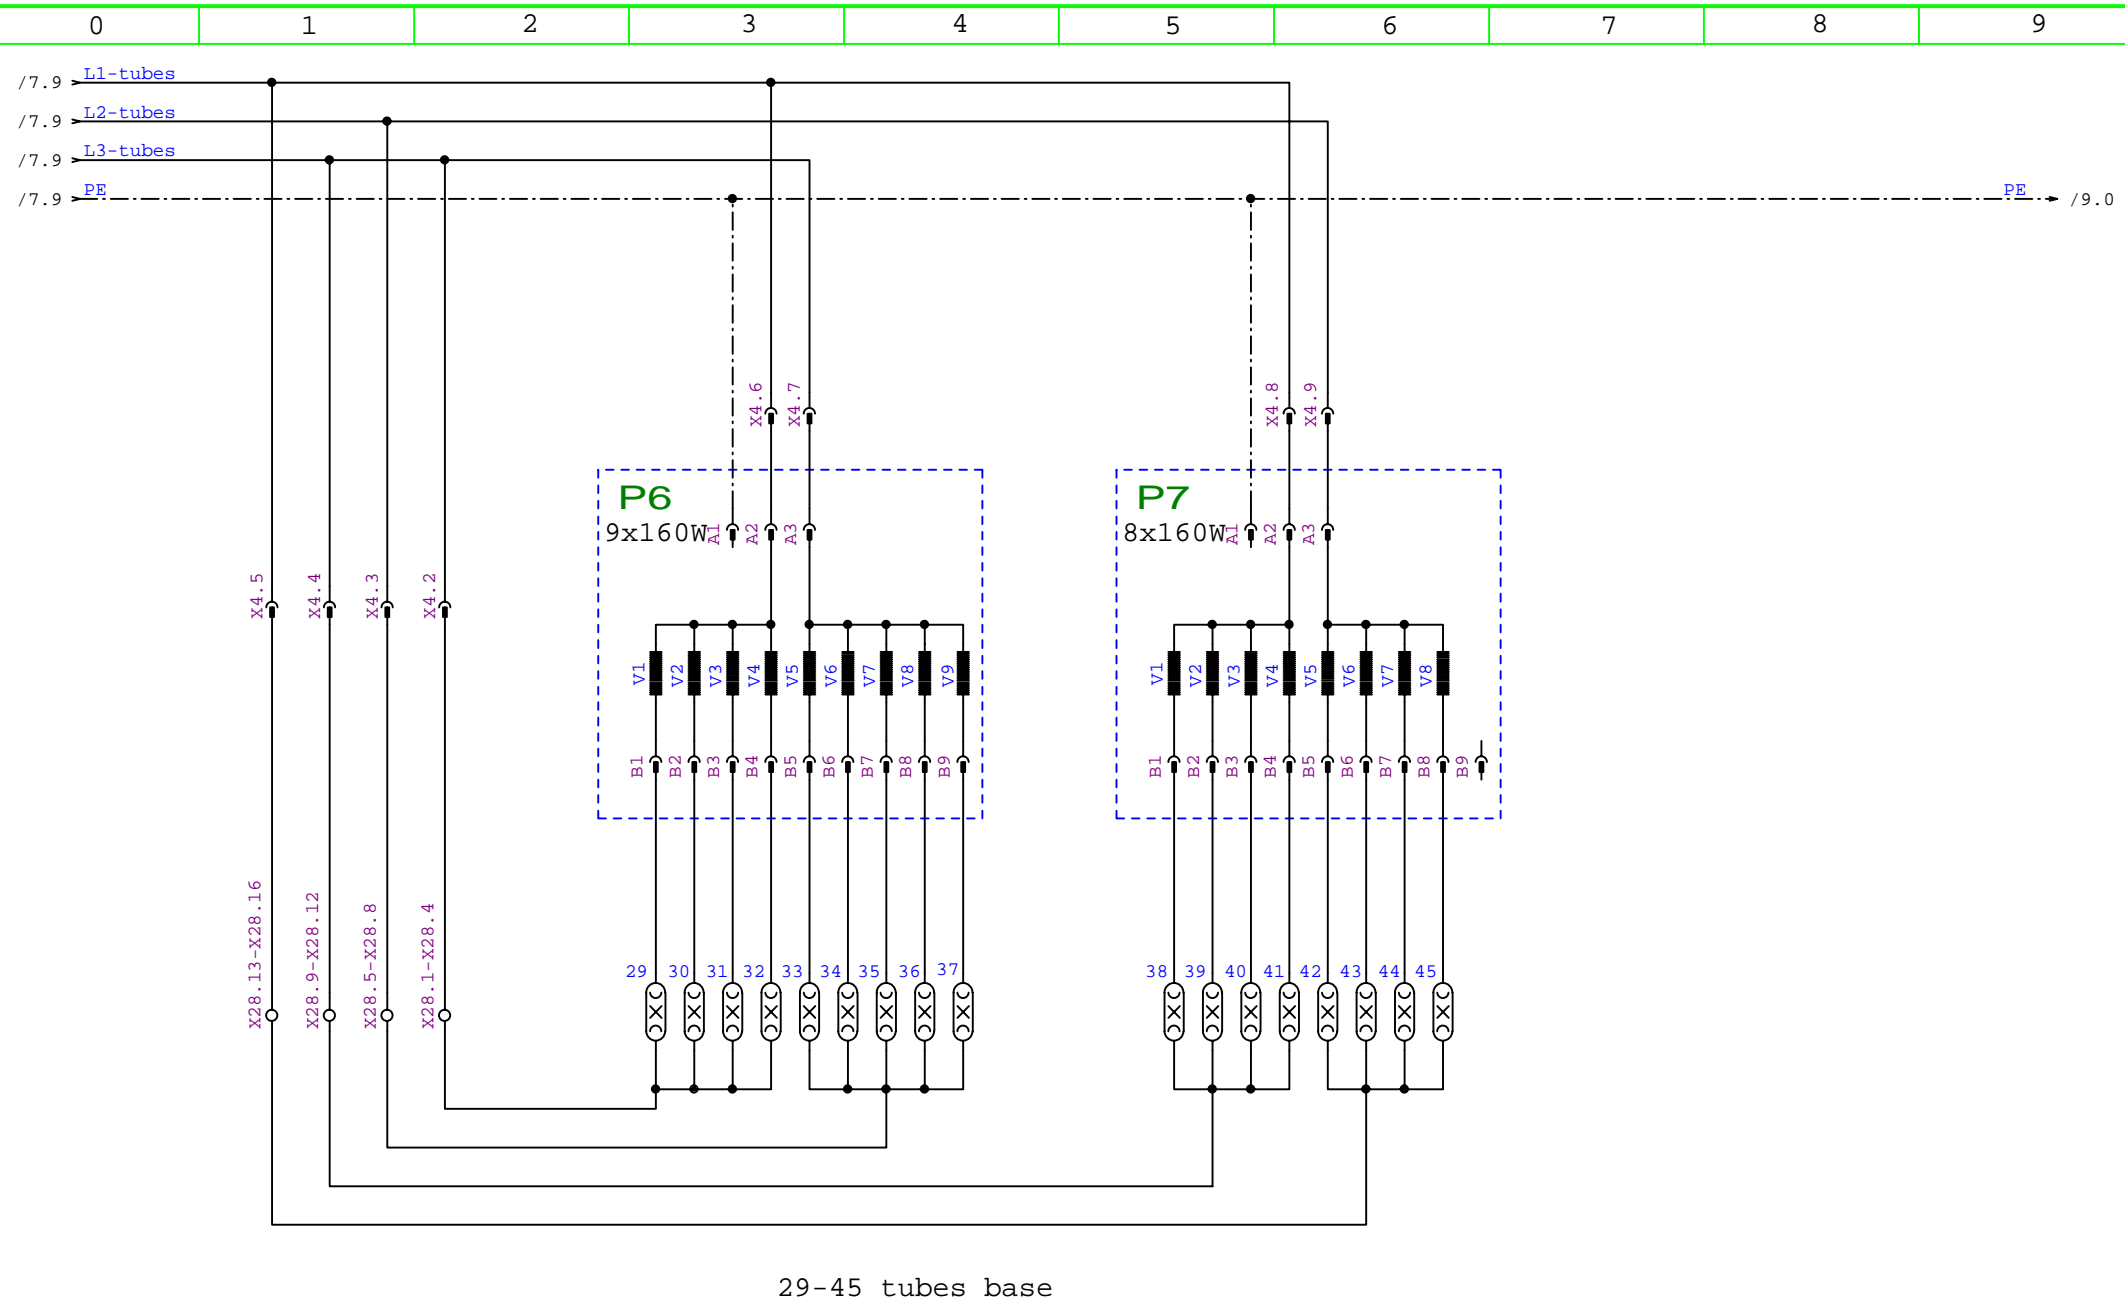 0 1 2 3 4 5 6 7 8 9
/7.9 L1-tubes
/7.9 L2-tubes
/7.9 L3-tubes
/7.9 PE PE /9.0
X4.6 X4.7 X4.8 X4.9
P6 P7
9x160W A1 A2 A3 8x160W A1 A2 A3
X4.5 X4.4 X4.3 X4.2
V1 V2 V3 V4 V5 V6 V7 V8 V9 V1 V2 V3 V4 V5 V6 V7 V8
B1 B2 B3 B4 B5 B6 B7 B8 B9 B1 B2 B3 B4 B5 B6 B7 B8 B9
X28.13-X28.16 X28.9-X28.12 X28.5-X28.8 X28.1-X28.4
29 30 31 32 33 34 35 36 37 38 39 40 41 42 43 44 45
29-45 tubes base